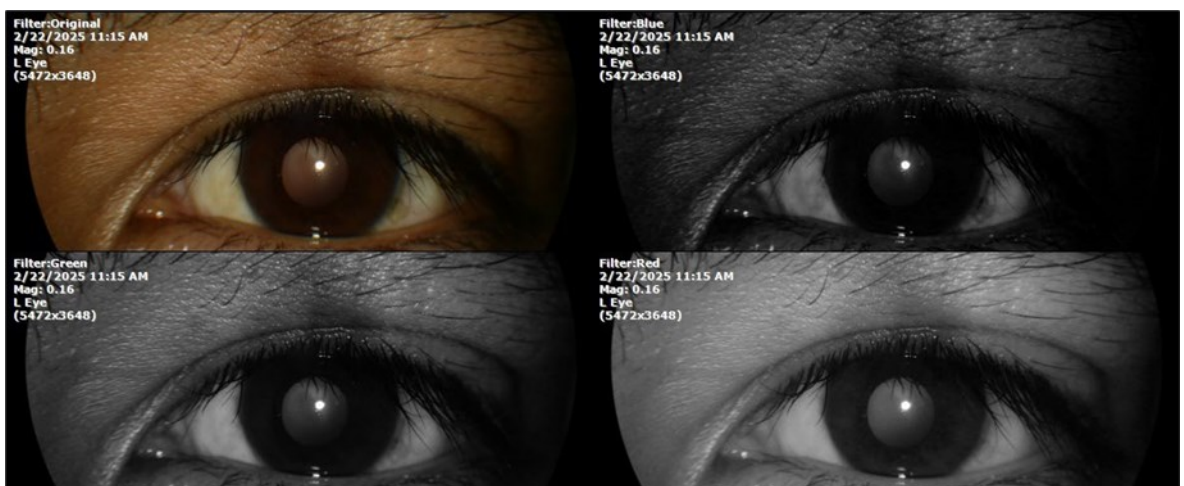 Filter:Original
2/22/2025 11:15 AM
Mag: 0.16
L Eye
(5472x3648)
Filter:Blue
2/22/2025 11:15 AM
Mag: 0.16
L Eye
(5472x3648)
Filter:Green
2/22/2025 11:15 AM
Mag: 0.16
L Eye
(5472x3648)
Filter:Red
2/22/2025 11:15 AM
Mag: 0.16
L Eye
(5472x3648)